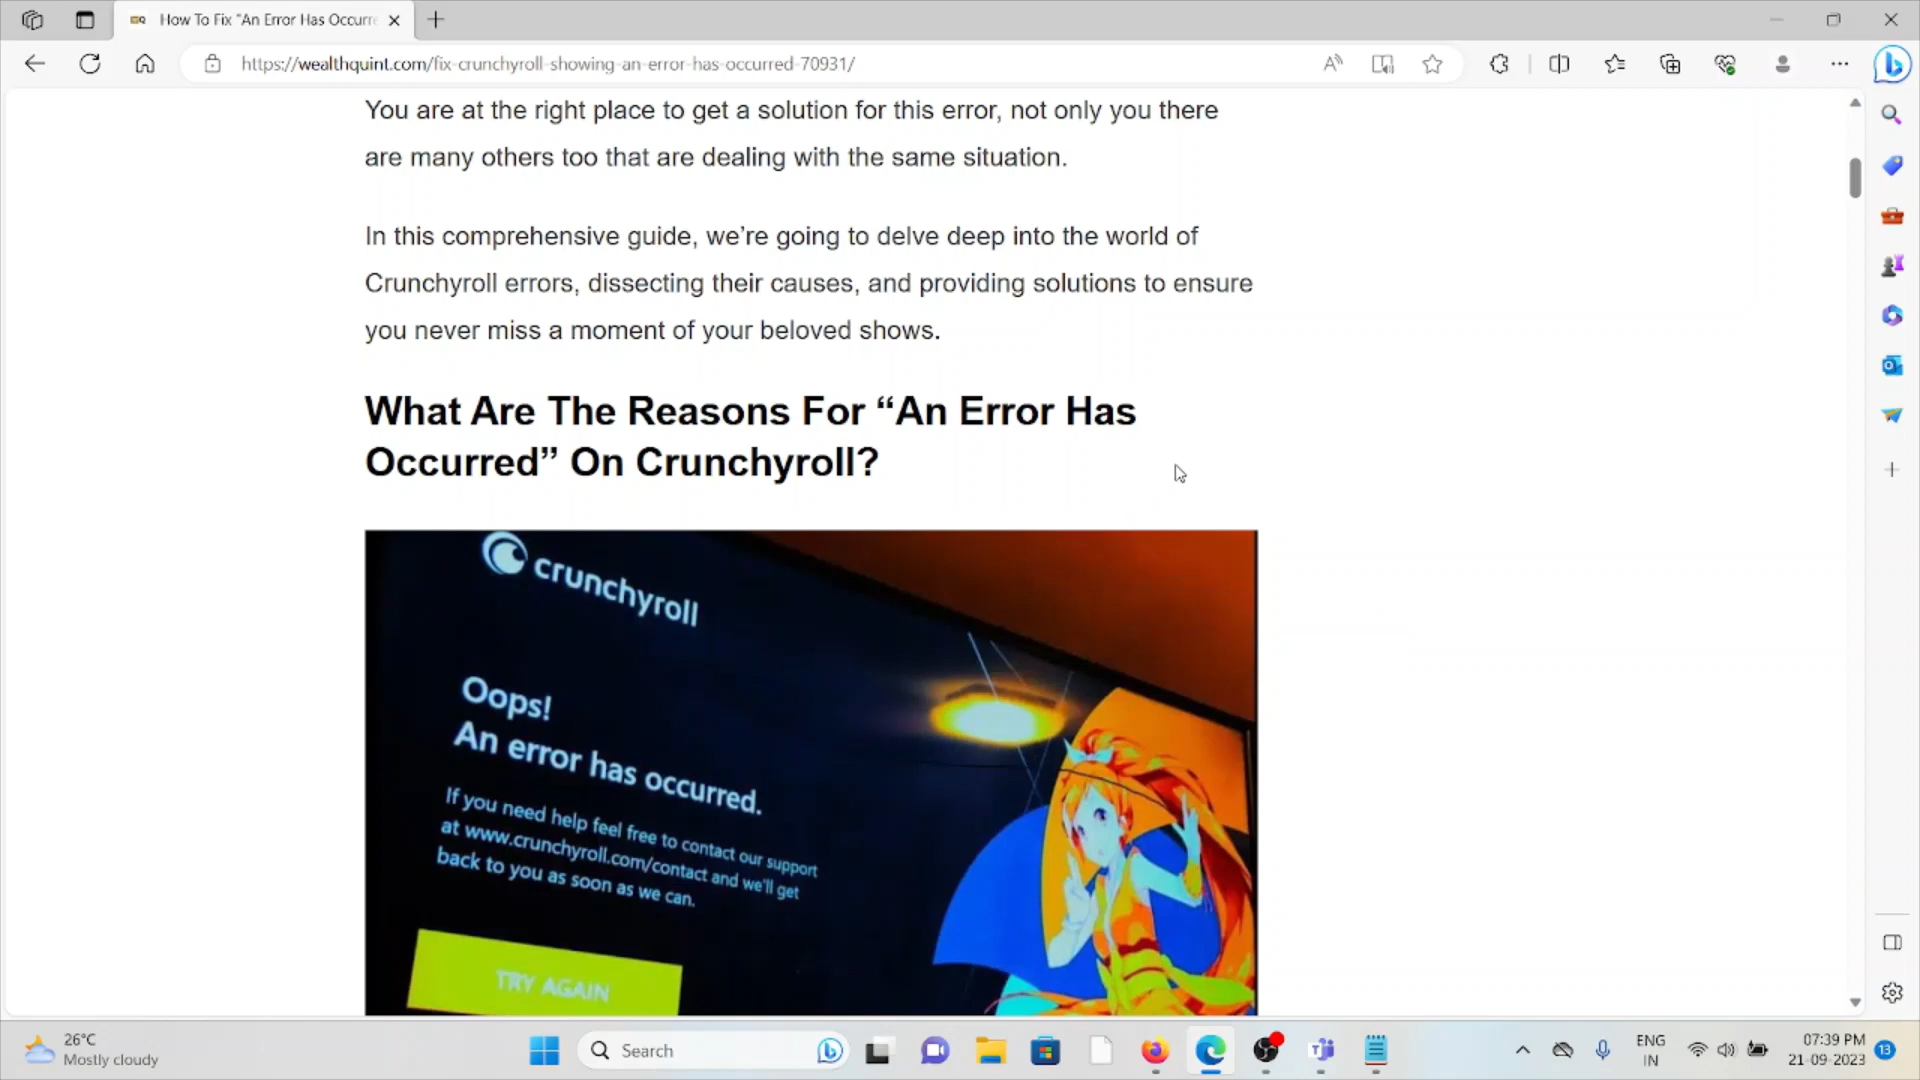 How To Fix "An Error Has Occurre
https://wealthquint.com/fix-crunchyroll-showing-an-error-has-occurred-70931/
You are at the right place to get a solution for this error, not only you there
are many others too that are dealing with the same situation.
In this comprehensive guide, we’re going to delve deep into the world of
Crunchyroll errors, dissecting their causes, and providing solutions to ensure
you never miss a moment of your beloved shows.
What Are The Reasons For “An Error Has
Occurred” On Crunchyroll?
crunchyroll
Oops!
An error has occurred.
If you need help feel free to contact our support
at www.crunchyroll.com/contact and we'll get
back to you as soon as we can.
TRY AGAIN
26°C
Mostly cloudy
Search
ENG
IN
07:39 PM
21-09-2023
13